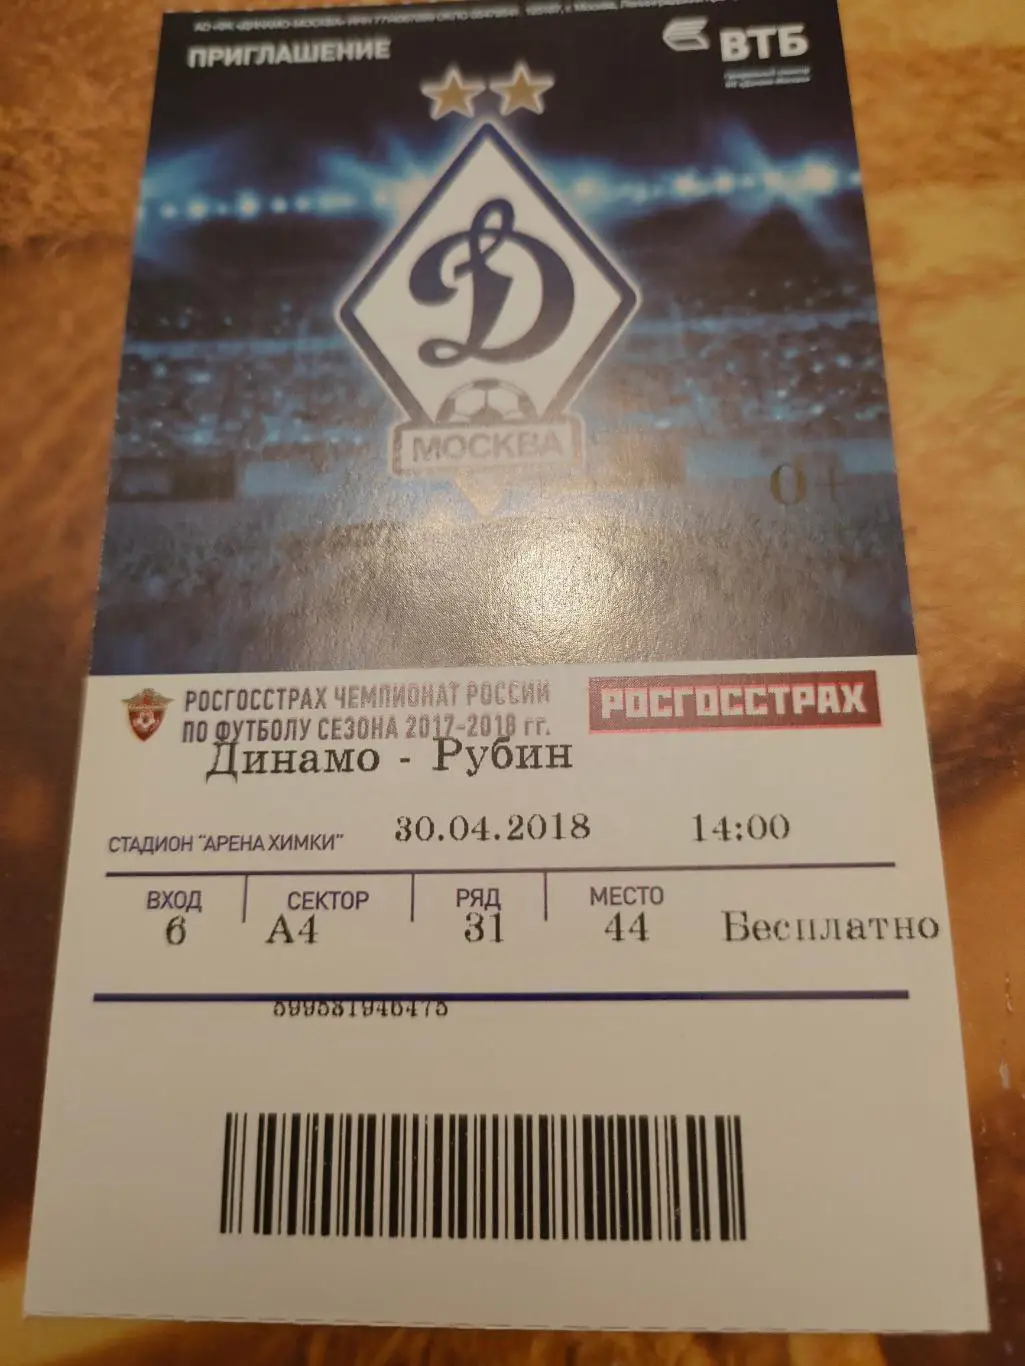 ПРИГЛАШЕНИЕ
ВТБ
МОСКВА
0+
РОСГОССТРАХ ЧЕМПИОНАТ РОССИИ
ПО ФУТБОЛУ СЕЗОНА 2017-2018 гг.
РОСГОССТРАХ
Динамо - Рубин
СТАДИОН "АРЕНА ХИМКИ" 30.04.2018 14:00
ВХОД СЕКТОР РЯД МЕСТО
6 А4 31 44 Бесплатно
599581946475